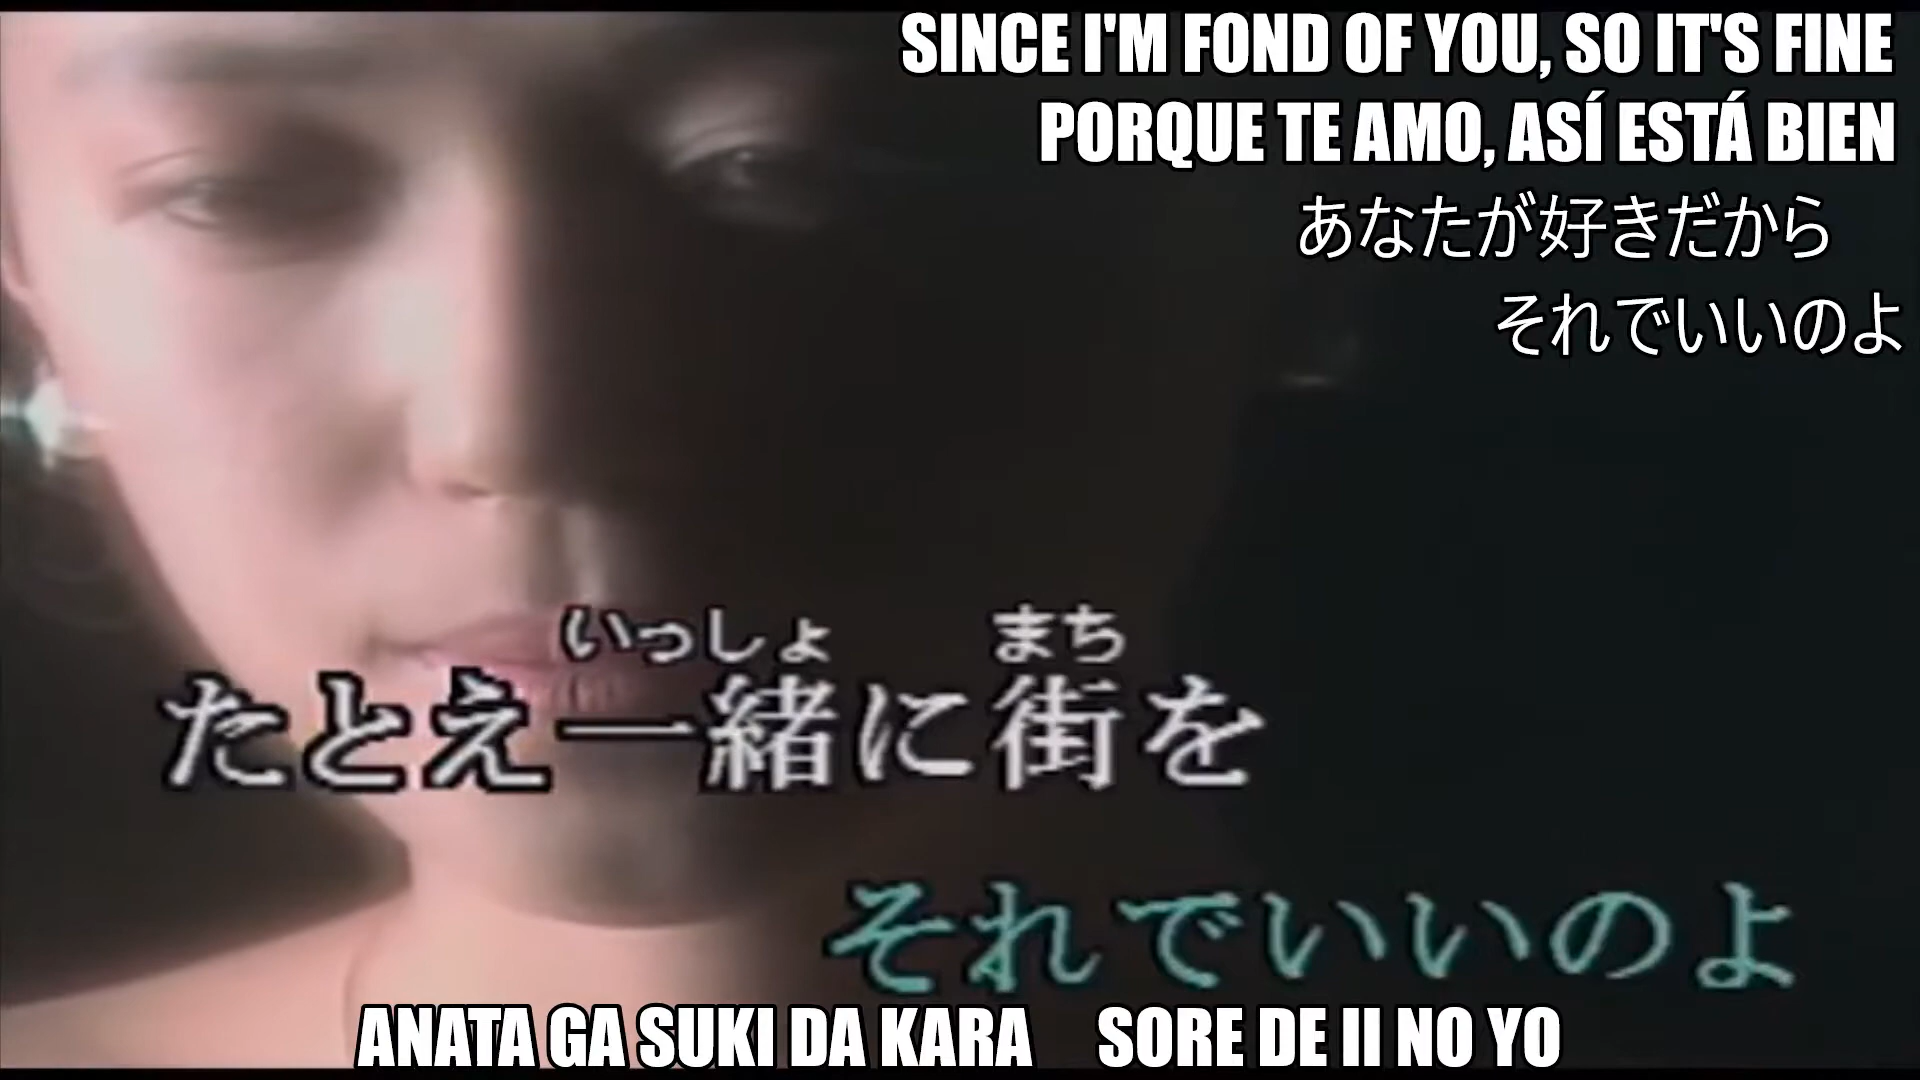 SINCE I'M FOND OF YOU, SO IT'S FINE
PORQUE TE AMO, ASÍ ESTÁ BIEN
あなたが好きだから
それでいいのよ
いっしょ まち
たとえ一緒に街を
それでいいのよ
ANATA GA SUKI DA KARA SORE DE II NO YO